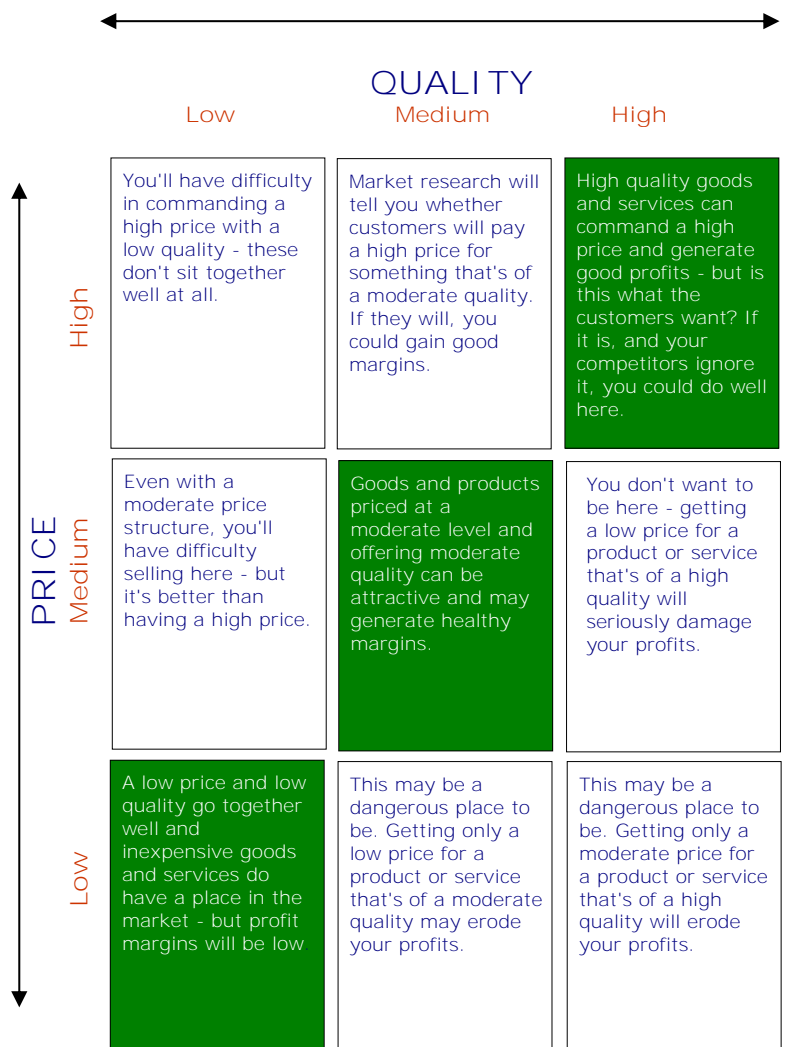 QUALITY
Low
Medium
High
PRICE
High
You'll have difficulty
in commanding a
high price with a
low quality - these
don't sit together
well at all.
Market research will
tell you whether
customers will pay
a high price for
something that's of
a moderate quality.
If they will, you
could gain good
margins.
High quality goods
and services can
command a high
price and generate
good profits - but is
this what the
customers want? If
it is, and your
competitors ignore
it, you could do well
here.
Medium
Even with a
moderate price
structure, you'll
have difficulty
selling here - but
it's better than
having a high price.
Goods and products
priced at a
moderate level and
offering moderate
quality can be
attractive and may
generate healthy
margins.
You don't want to
be here - getting
a low price for a
product or service
that's of a high
quality will
seriously damage
your profits.
Low
A low price and low
quality go together
well and
inexpensive goods
and services do
have a place in the
market - but profit
margins will be low
This may be a
dangerous place to
be. Getting only a
low price for a
product or service
that's of a moderate
quality may erode
your profits.
This may be a
dangerous place to
be. Getting only a
moderate price for
a product or service
that's of a high
quality will erode
your profits.